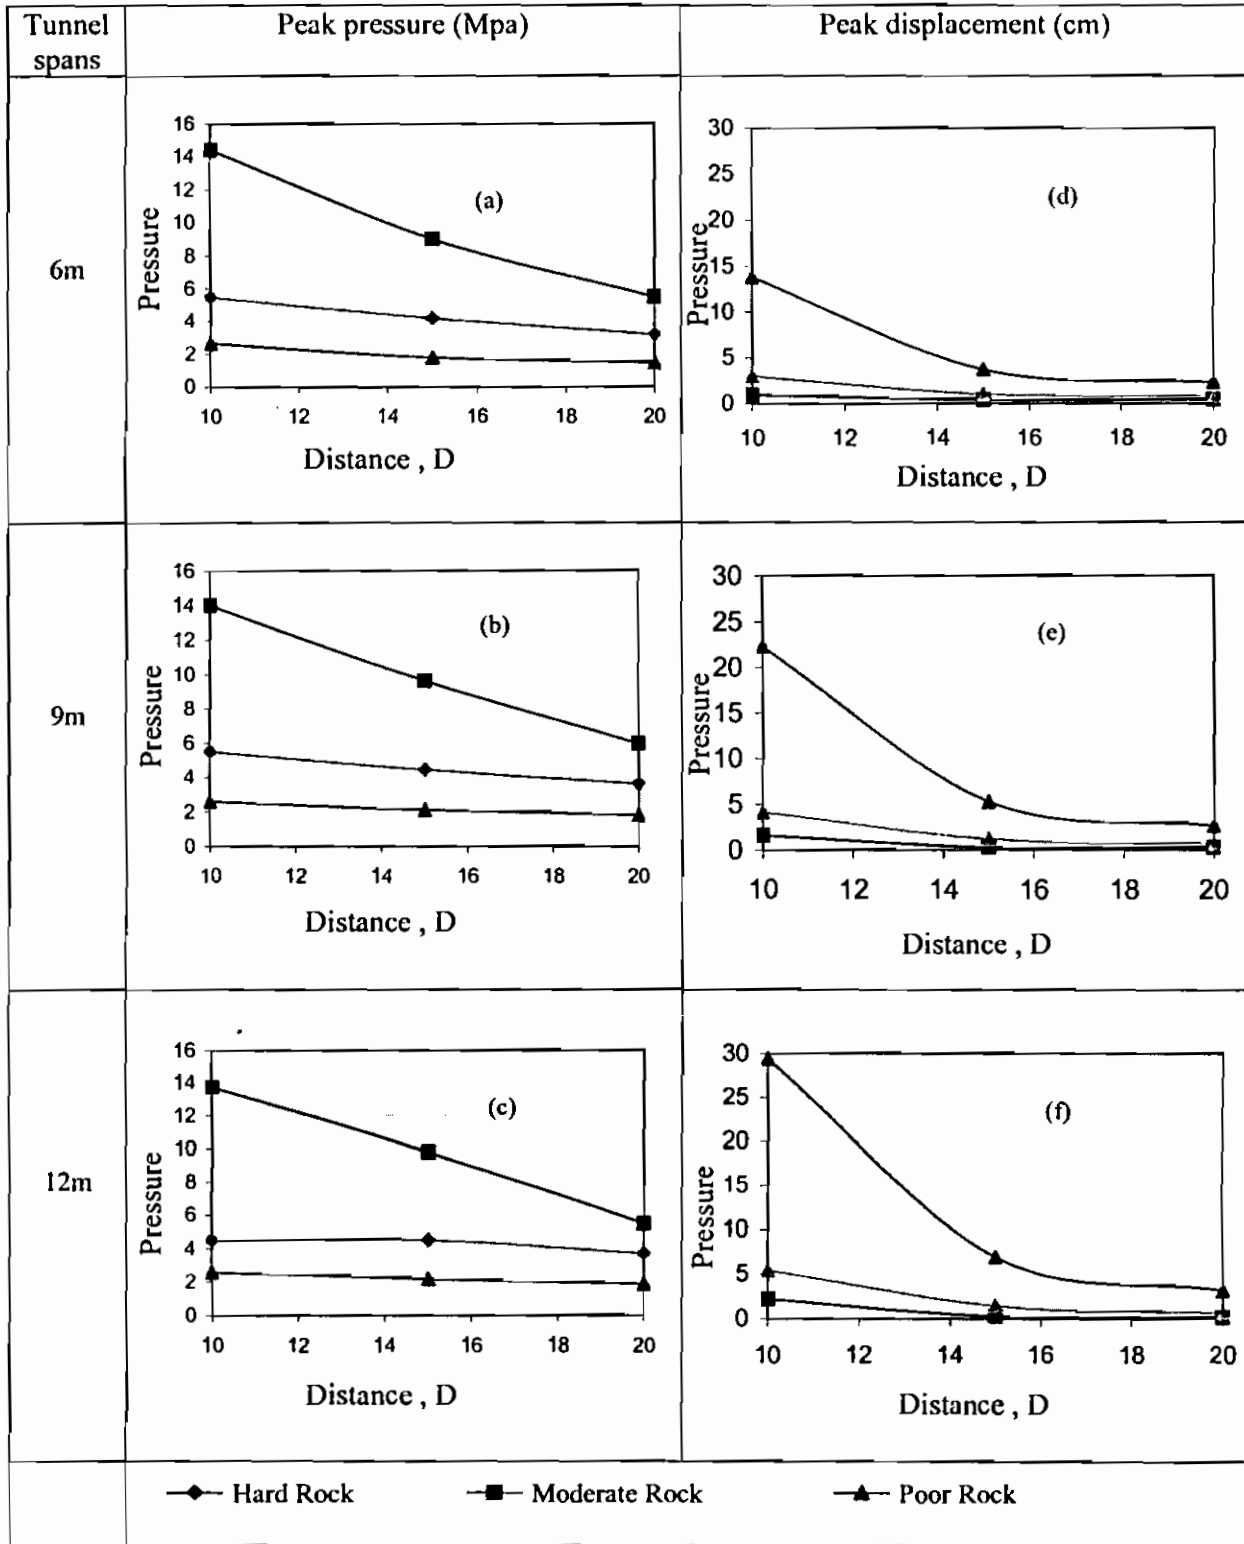 Tunnel spans
Peak pressure (Mpa)
Peak displacement (cm)
6m
16
14
12
10
8
6
4
2
0
Pressure
(a)
10 12 14 16 18 20
Distance , D
30
25
20
15
10
5
0
Pressure
(d)
10 12 14 16 18 20
Distance , D
9m
16
14
12
10
8
6
4
2
0
Pressure
(b)
10 12 14 16 18 20
Distance , D
30
25
20
15
10
5
0
Pressure
(e)
10 12 14 16 18 20
Distance , D
12m
16
14
12
10
8
6
4
2
0
Pressure
(c)
10 12 14 16 18 20
Distance , D
30
25
20
15
10
5
0
Pressure
(f)
10 12 14 16 18 20
Distance , D
Hard Rock Moderate Rock Poor Rock